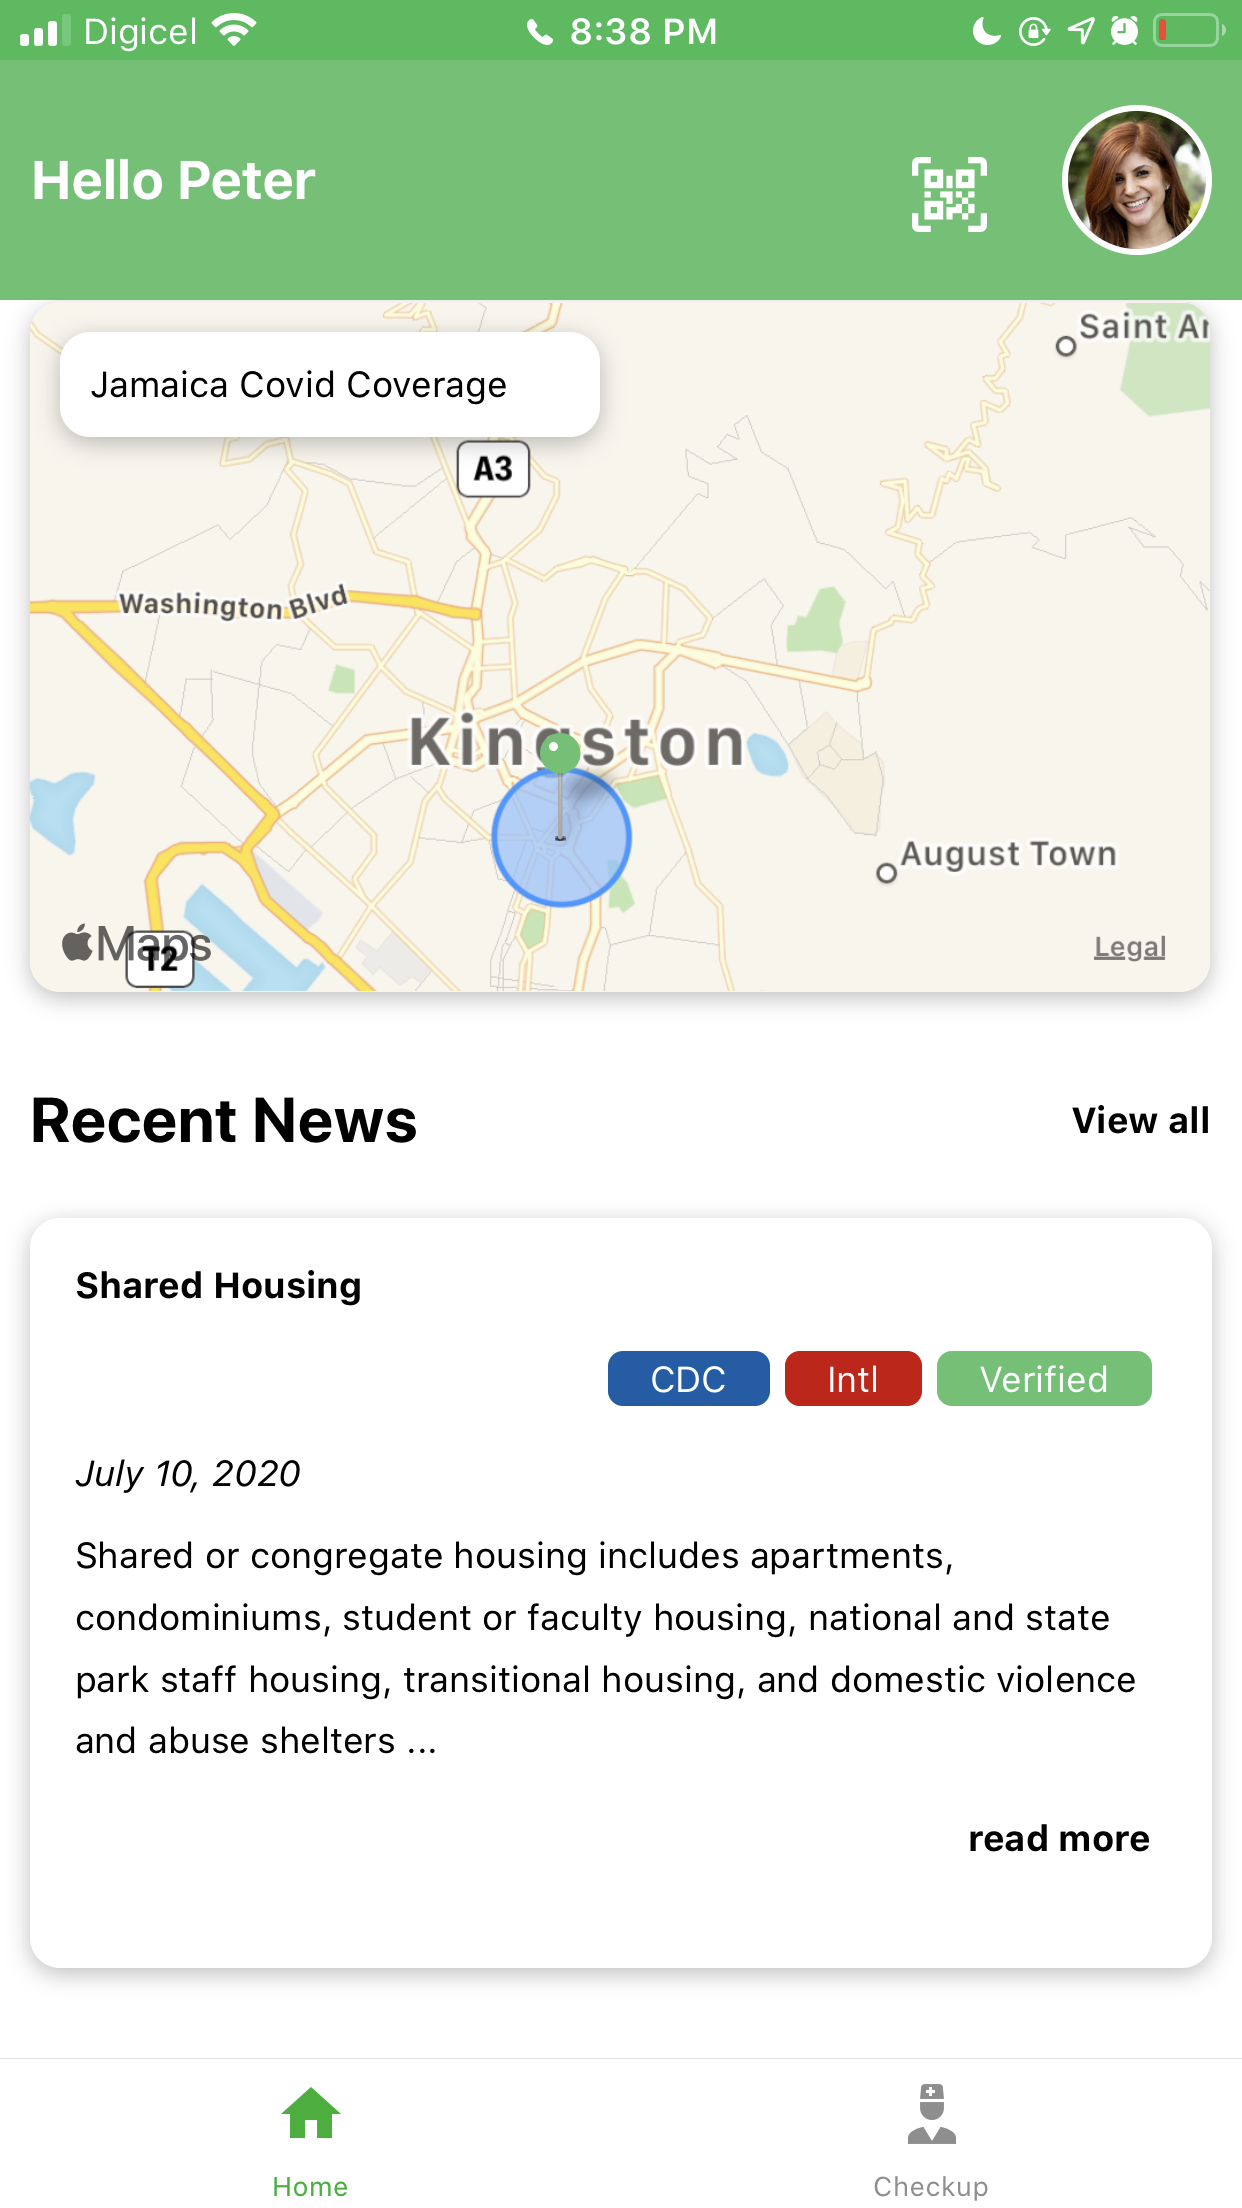 Digicel 8:38 PM
Hello Peter
Saint Ar
Jamaica Covid Coverage
A3
Washington Blvd
Kingston
August Town
Maps
T2
Legal
Recent News
View all
Shared Housing
CDC Intl Verified
July 10, 2020
Shared or congregate housing includes apartments,
condominiums, student or faculty housing, national and state
park staff housing, transitional housing, and domestic violence
and abuse shelters ...
read more
Home
Checkup